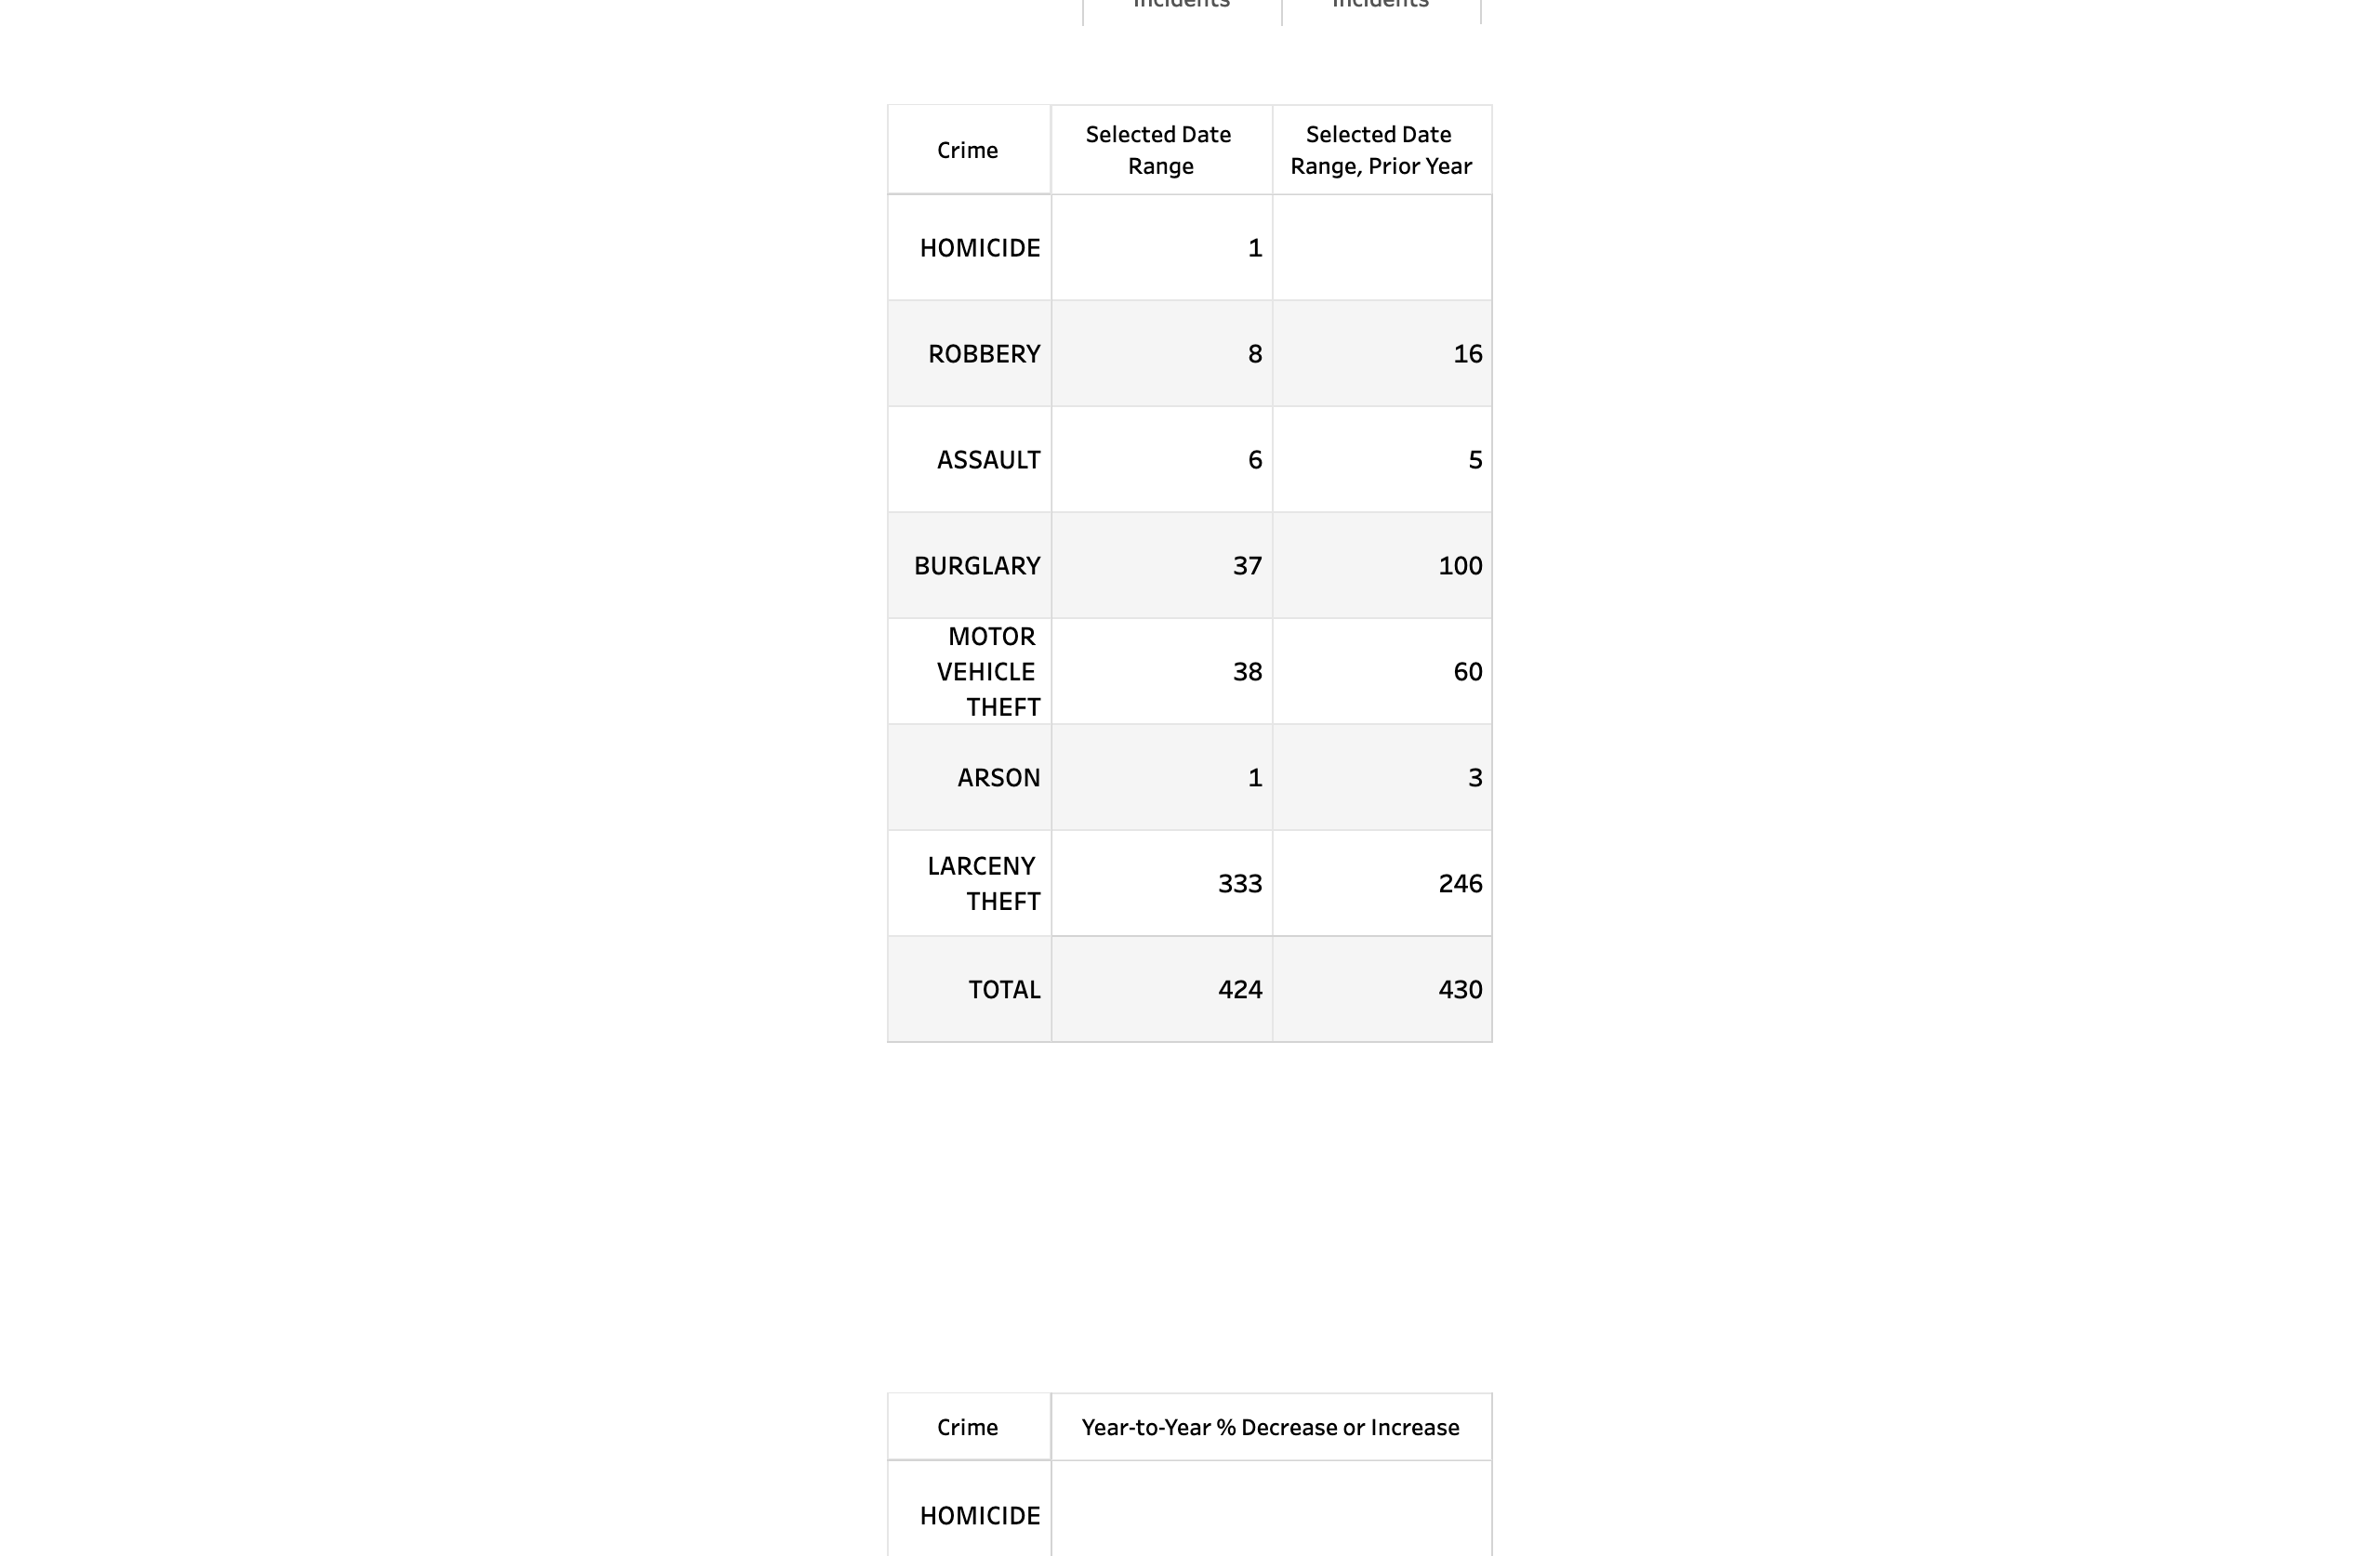 Incidents Incidents
Crime Selected Date Range Selected Date Range, Prior Year
HOMICIDE 1
ROBBERY 8 16
ASSAULT 6 5
BURGLARY 37 100
MOTOR VEHICLE THEFT 38 60
ARSON 1 3
LARCENY THEFT 333 246
TOTAL 424 430
Crime Year-to-Year % Decrease or Increase
HOMICIDE